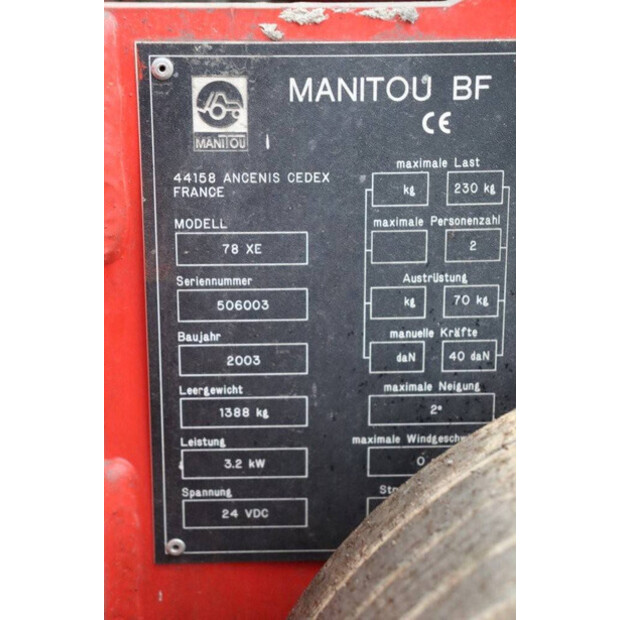 MANITOU
MANITOU BF
CE
44158 ANCENIS CEDEX
FRANCE
MODELL
78 XE
Seriennummer
506003
Baujahr
2003
Leergewicht
1388 kg
Leistung
3.2 kW
Spannung
24 VDC
maximale Last
kg 230 kg
maximale Personenzahl
2
Austrüstung
kg 70 kg
manuelle Kräfte
daN 40 daN
maximale Neigung
2°
maximale
0